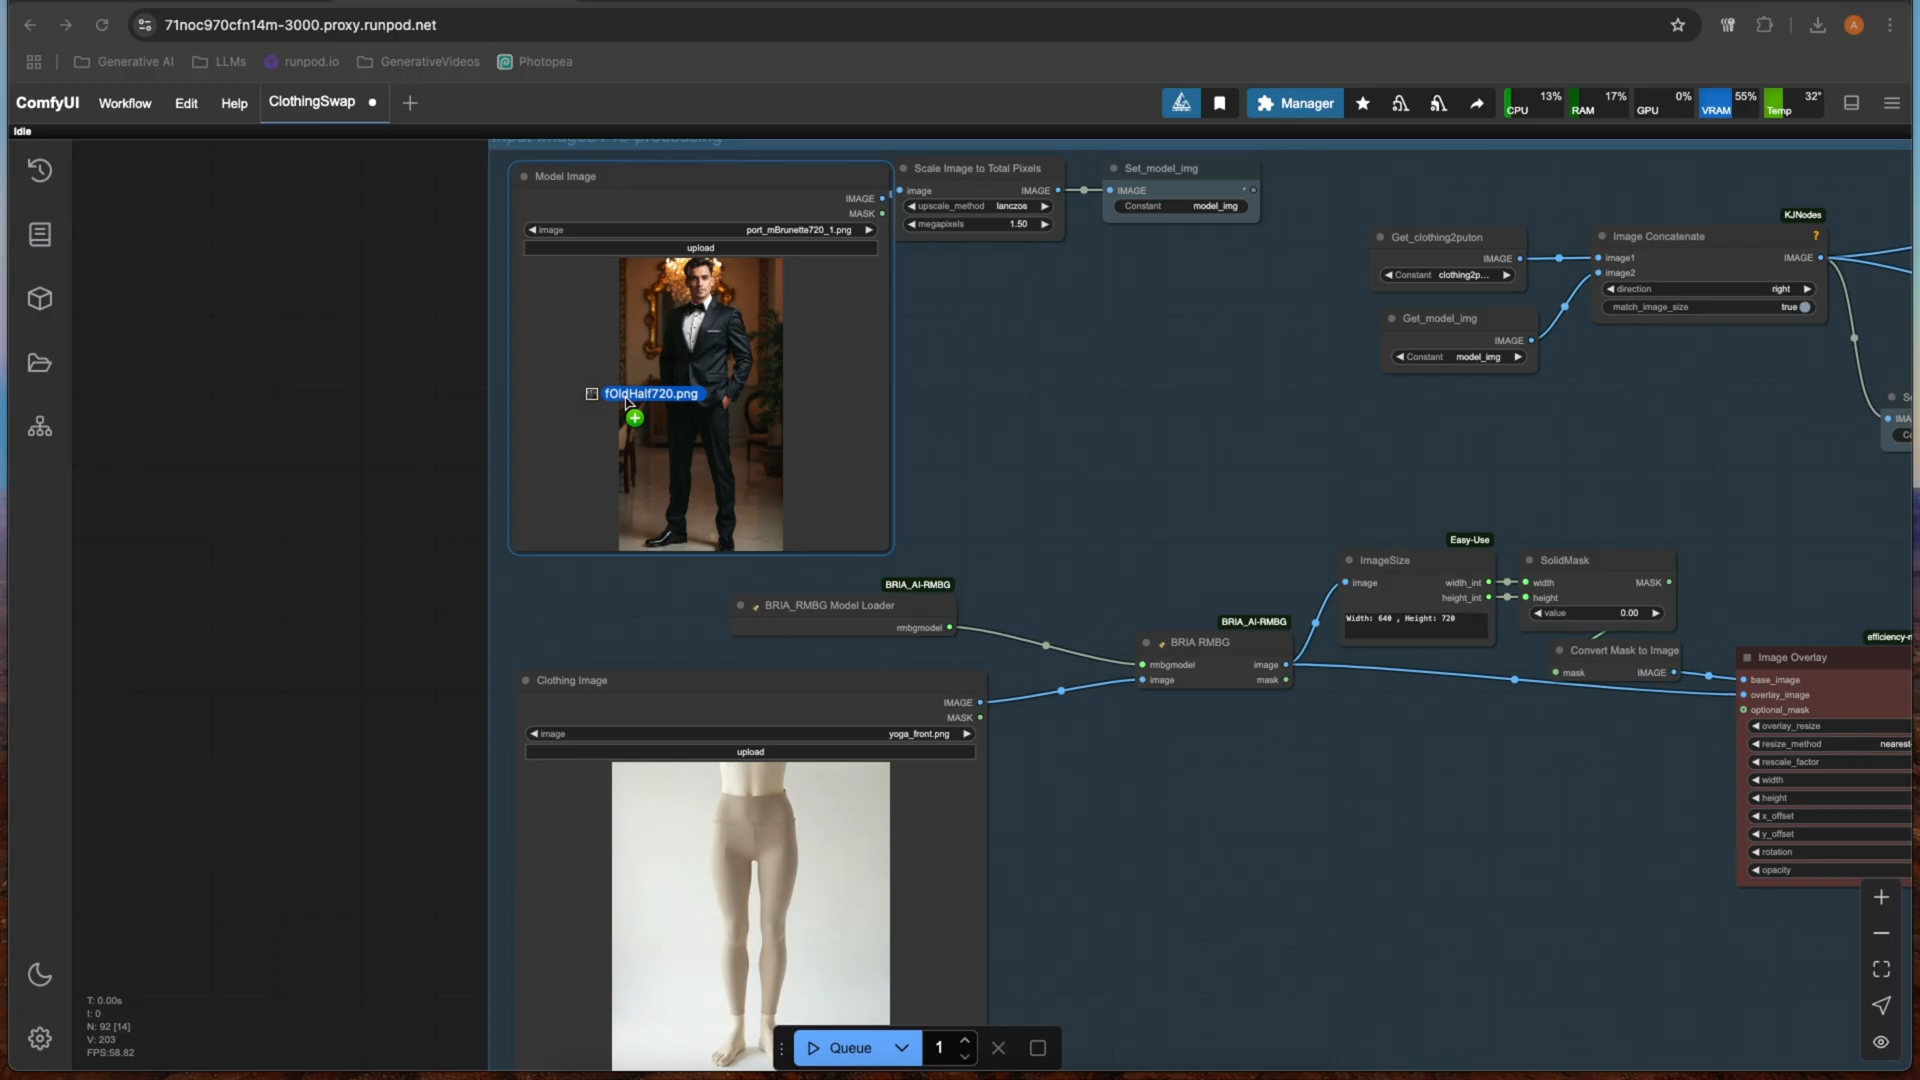 71noc970cfn14m-3000.proxy.runpod.net
Generative AI
LLMs
runpod.io
GenerativeVideos
Photopea
ComfyUI
Workflow
Edit
Help
ClothingSwap
Manager
CPU 13%
RAM 17%
GPU 0%
VRAM 55%
Temp 32°
Idle
Model Image
IMAGE
MASK
image port_mBrunette720_1.png
upload
fOldHalf720.png
Scale Image to Total Pixels
image IMAGE
upscale_method lanczos
megapixels 1.50
Set_model_img
IMAGE
Constant model_img
KJNodes
Get_clothing2puton
IMAGE
Constant clothing2p...
Image Concatenate ?
image1 IMAGE
image2
direction right
match_image_size true
Get_model_img
IMAGE
Constant model_img
BRIA_AI-RMBG
BRIA_RMBG Model Loader
rmbgmodel
BRIA_AI-RMBG
BRIA RMBG
rmbgmodel image
image mask
Easy-Use
ImageSize
image width_int
height_int
Width: 640 , Height: 720
SolidMask
width MASK
height
value 0.00
Convert Mask to Image
mask IMAGE
Image Overlay
base_image
overlay_image
optional_mask
overlay_resize
resize_method nearest
rescale_factor
width
height
x_offset
y_offset
rotation
opacity
Clothing Image
IMAGE
MASK
image yoga_front.png
upload
T: 0.00s
I: 0
N: 92 [14]
V: 203
FPS:58.82
Queue
1